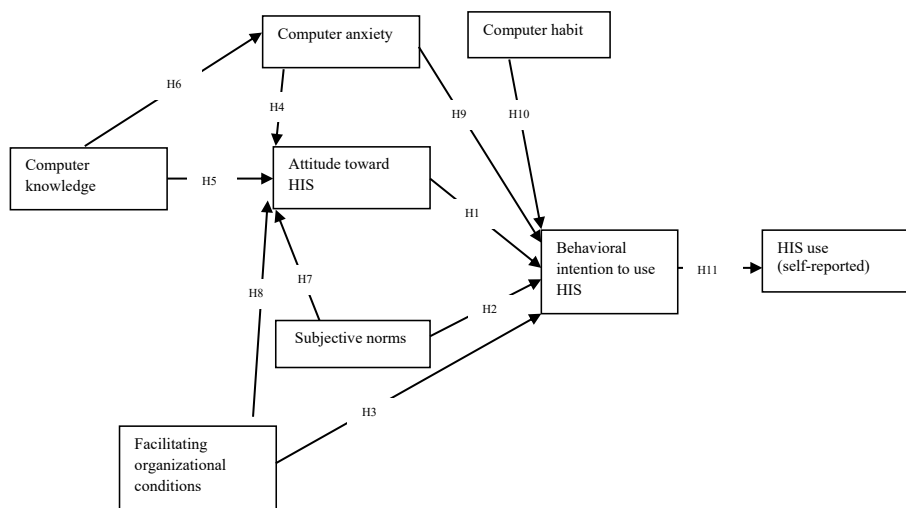 Computer anxiety
Computer habit
H6
H4
H9
H10
Computer
knowledge
H5
Attitude toward
HIS
H1
Behavioral
intention to use
HIS
H11
HIS use
(self-reported)
H8
H7
H2
Subjective norms
H3
Facilitating
organizational
conditions